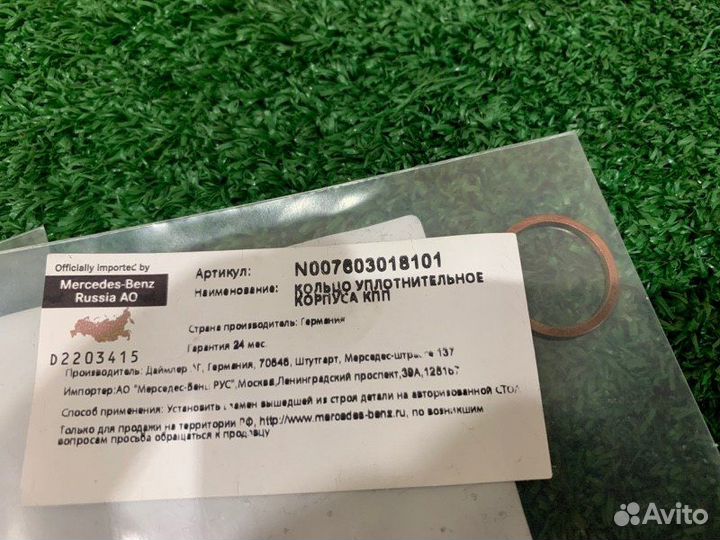 Officially imported by
Mercedes-Benz
Russia AO
D2203415
Артикул: N007603018101
Наименование: КОЛЬЦО УПЛОТНИТЕЛЬНОЕ
КОРПУСА КПП
Страна производитель: Германия
Гарантия 24 мес.
Производитель: Даймлер АГ, Германия, 70546, Штутгарт, Мерседес-штрассе 137
Импортер:АО "Мерседес-Бенц РУС",Москва,Ленинградский проспект,39А,125167
Способ применения: Установить взамен вышедшей из строя детали на авторизованной СТОА
Только для продажи на территории РФ, http://www.mercedes-benz.ru, по возникшим
вопросам просьба обращаться к продавцу
Avito